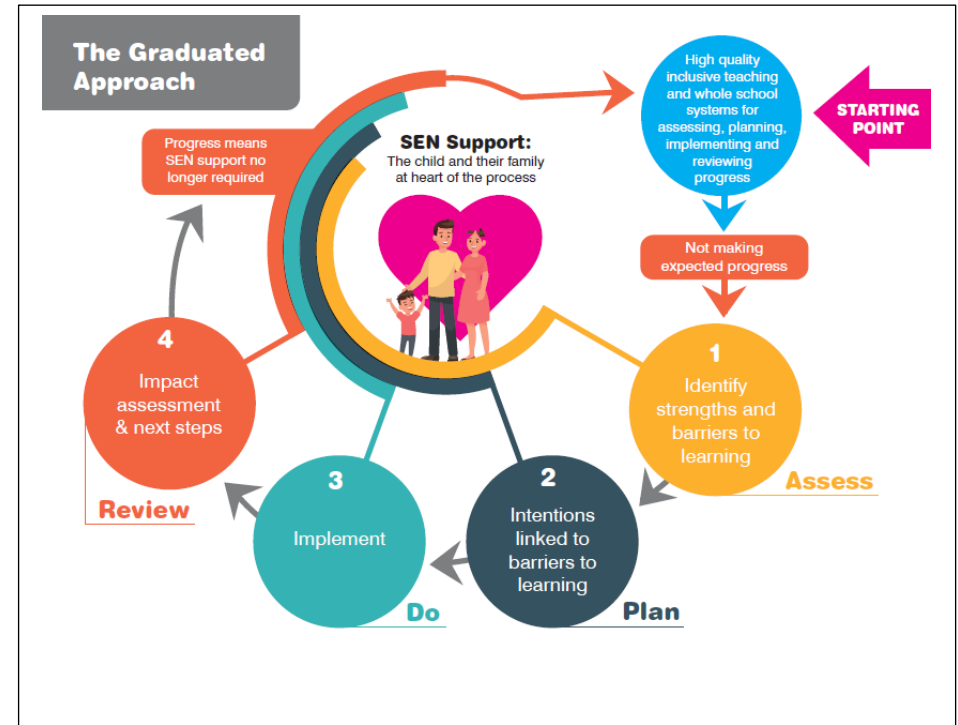 The Graduated
Approach
High quality
inclusive teaching
and whole school
systems for
assessing, planning,
implementing and
reviewing
progress
STARTING
POINT
Progress means
SEN support no
longer required
SEN Support:
The child and their family
at heart of the process
Not making
expected progress
1
Identify
strengths and
barriers to
learning
Assess
2
Intentions
linked to
barriers to
learning
Plan
3
Implement
Do
4
Impact
assessment
& next steps
Review